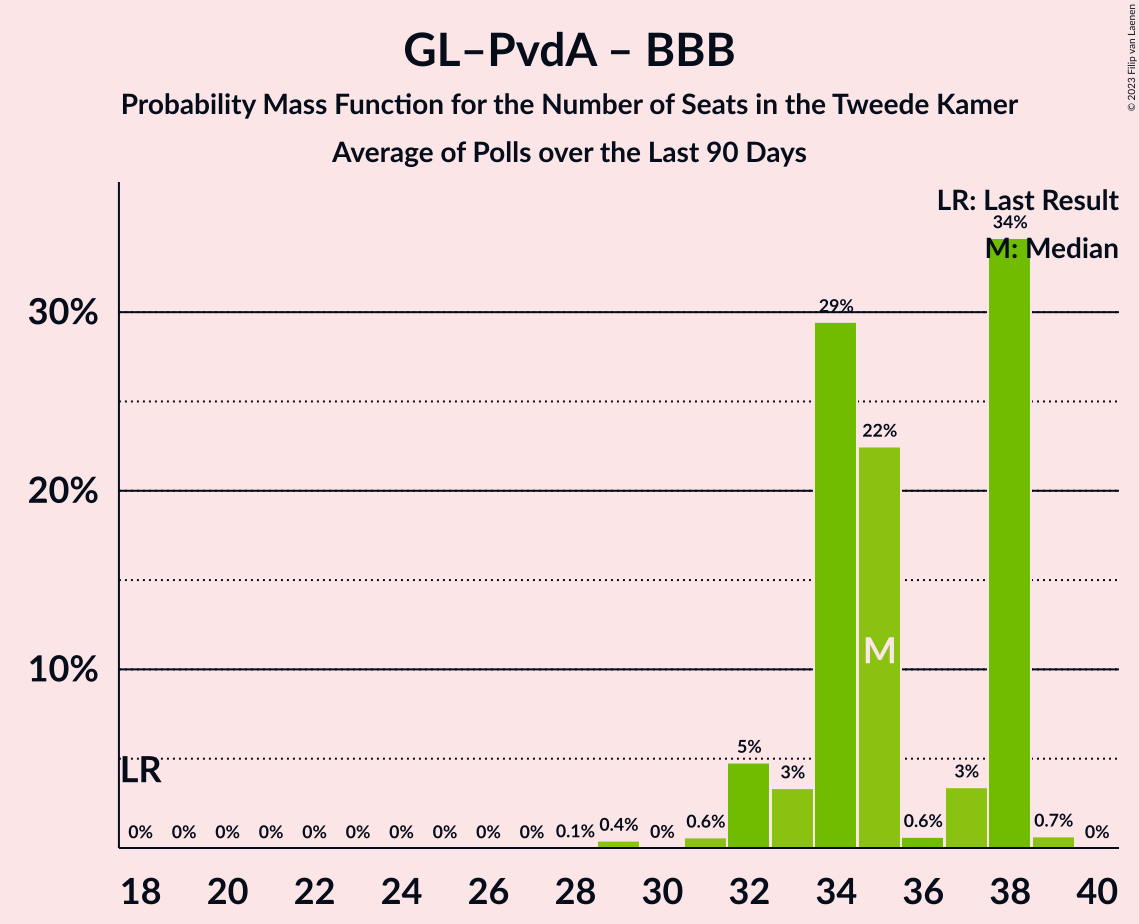 GL–PvdA – BBB
Probability Mass Function for the Number of Seats in the Tweede Kamer
Average of Polls over the Last 90 Days
© 2023 Filip van Laenen
LR: Last Result
M: Median
30%
20%
10%
LR
M
0% 0% 0% 0% 0% 0% 0% 0% 0% 0% 0.1% 0.4% 0% 0.6% 5% 3% 29% 22% 0.6% 3% 34% 0.7% 0%
18 20 22 24 26 28 30 32 34 36 38 40